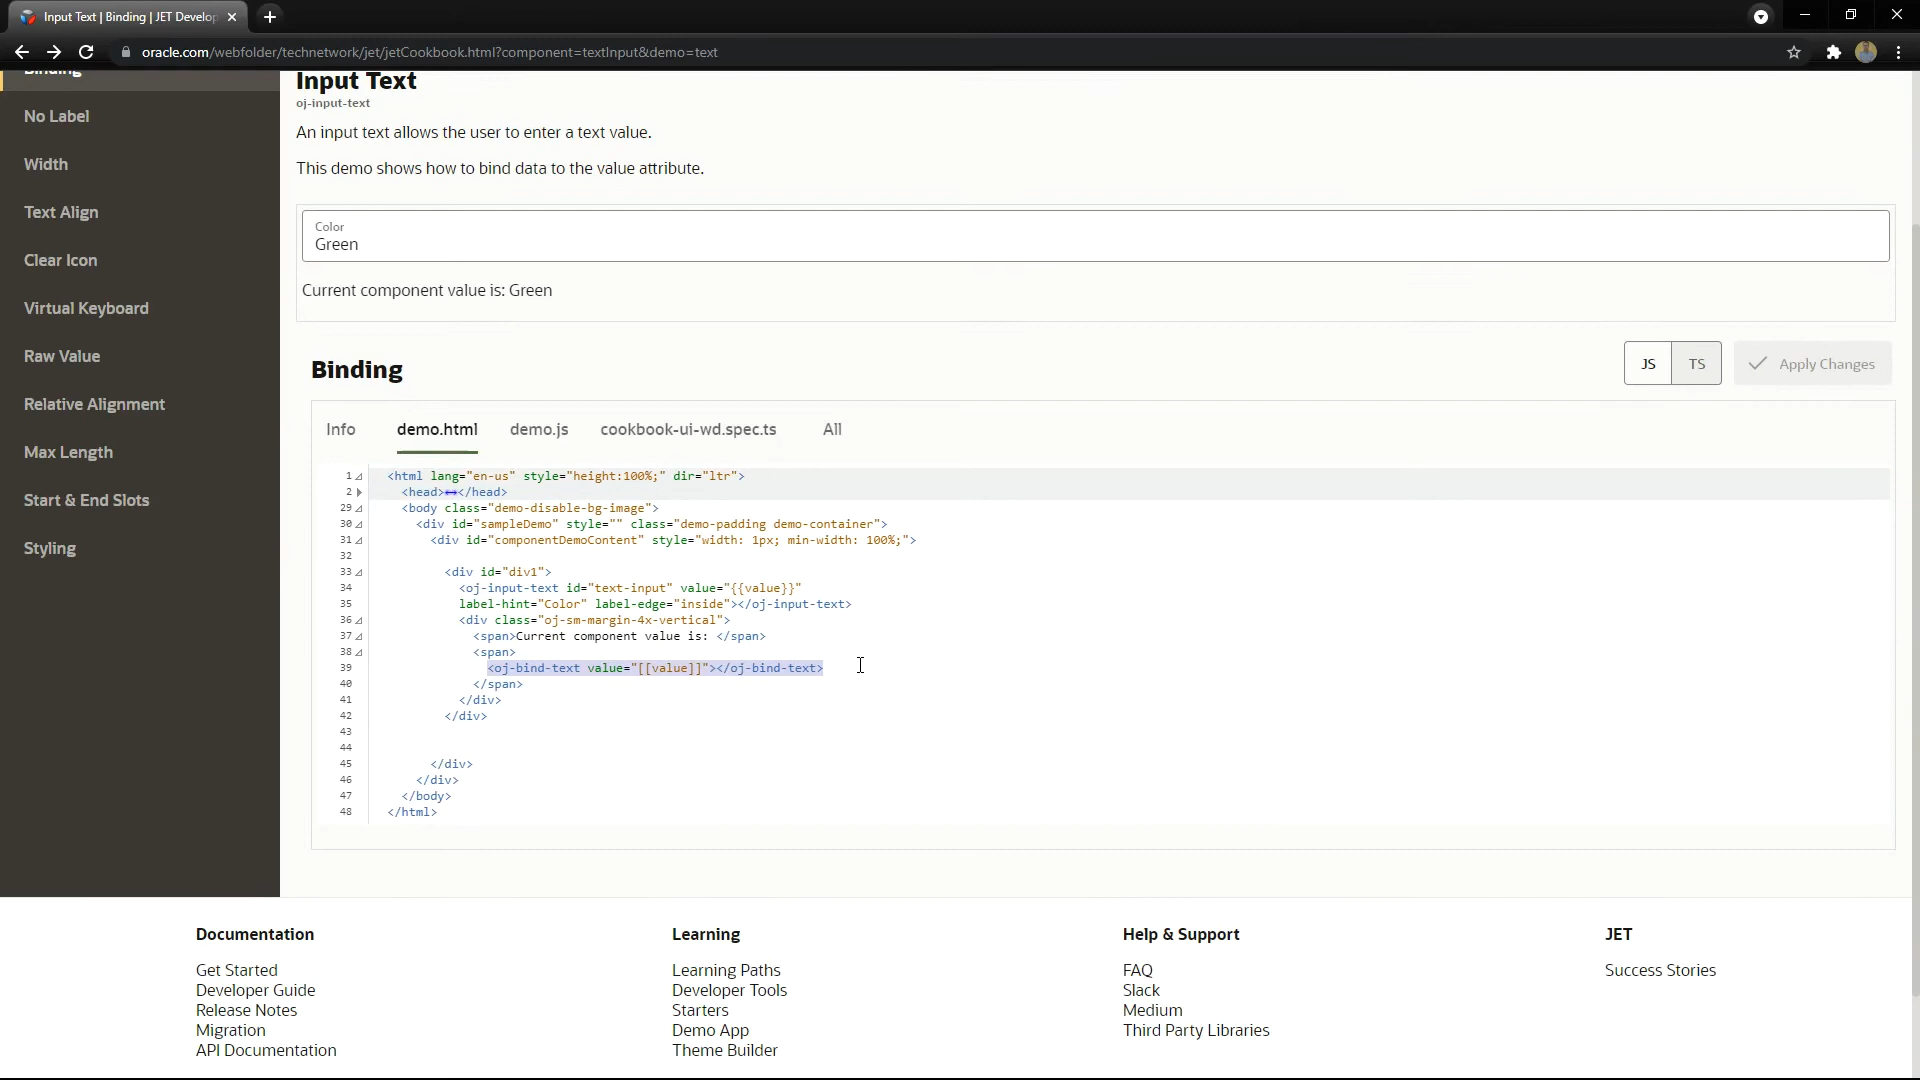 Input Text | Binding | JET Develop
oracle.com/webfolder/technetwork/jet/jetCookbook.html?component=textInput&demo=text
Binding
No Label
Width
Text Align
Clear Icon
Virtual Keyboard
Raw Value
Relative Alignment
Max Length
Start & End Slots
Styling
Input Text
oj-input-text
An input text allows the user to enter a text value.
This demo shows how to bind data to the value attribute.
Color
Green
Current component value is: Green
Binding
JS TS Apply Changes
Info demo.html demo.js cookbook-ui-wd.spec.ts All
1 <html lang="en-us" style="height:100%;" dir="ltr">
2 <head>↔</head>
29 <body class="demo-disable-bg-image">
30 <div id="sampleDemo" style="" class="demo-padding demo-container">
31 <div id="componentDemoContent" style="width: 1px; min-width: 100%;">
32
33 <div id="div1">
34 <oj-input-text id="text-input" value="{{value}}"
35 label-hint="Color" label-edge="inside"></oj-input-text>
36 <div class="oj-sm-margin-4x-vertical">
37 <span>Current component value is: </span>
38 <span>
39 <oj-bind-text value="[[value]]"></oj-bind-text>
40 </span>
41 </div>
42 </div>
43
44
45 </div>
46 </div>
47 </body>
48 </html>
Documentation
Get Started
Developer Guide
Release Notes
Migration
API Documentation
Learning
Learning Paths
Developer Tools
Starters
Demo App
Theme Builder
Help & Support
FAQ
Slack
Medium
Third Party Libraries
JET
Success Stories